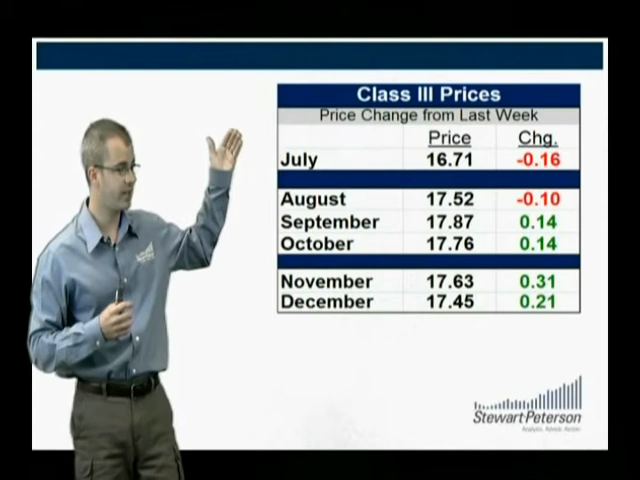 Class III Prices
Price Change from Last Week
Price Chg.
July 16.71 -0.16
August 17.52 -0.10
September 17.87 0.14
October 17.76 0.14
November 17.63 0.31
December 17.45 0.21
Stewart-Peterson